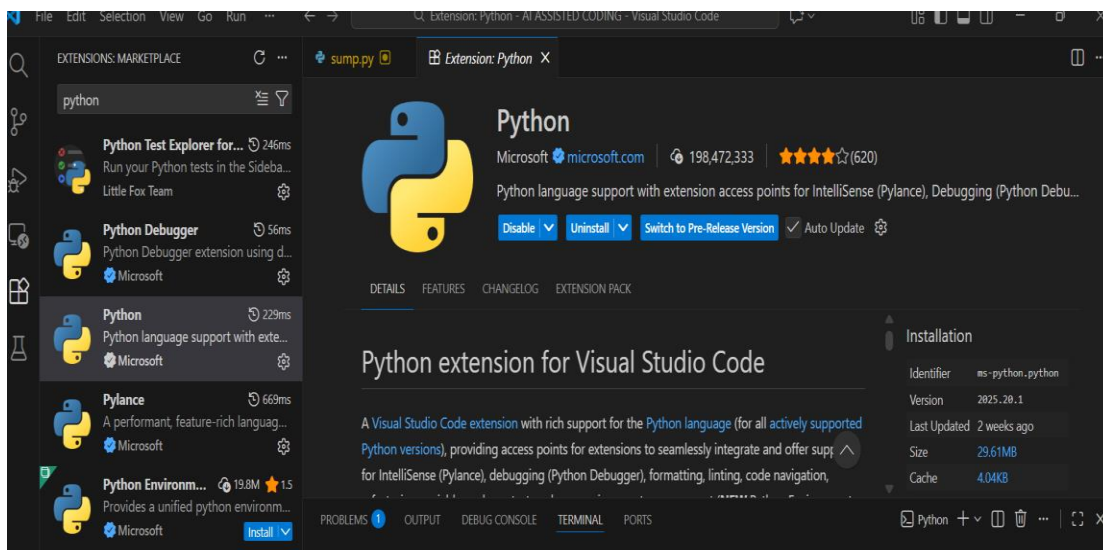 File Edit Selection View Go Run ...
Extension: Python - AI ASSISTED CODING - Visual Studio Code
EXTENSIONS: MARKETPLACE
python
Python Test Explorer for... 246ms
Run your Python tests in the Sideba...
Little Fox Team
Python Debugger 56ms
Python Debugger extension using d...
Microsoft
Python 229ms
Python language support with exte...
Microsoft
Pylance 669ms
A performant, feature-rich languag...
Microsoft
Python Environm... 19.8M 1.5
Provides a unified python environm...
Microsoft Install
sump.py Extension: Python
Python
Microsoft microsoft.com 198,472,333 (620)
Python language support with extension access points for IntelliSense (Pylance), Debugging (Python Debu...
Disable Uninstall Switch to Pre-Release Version Auto Update
DETAILS FEATURES CHANGELOG EXTENSION PACK
Python extension for Visual Studio Code
A Visual Studio Code extension with rich support for the Python language (for all actively supported
Python versions), providing access points for extensions to seamlessly integrate and offer supp
for IntelliSense (Pylance), debugging (Python Debugger), formatting, linting, code navigation,
Installation
Identifier ms-python.python
Version 2025.20.1
Last Updated 2 weeks ago
Size 29.61MB
Cache 4.04KB
PROBLEMS 1 OUTPUT DEBUG CONSOLE TERMINAL PORTS
Python